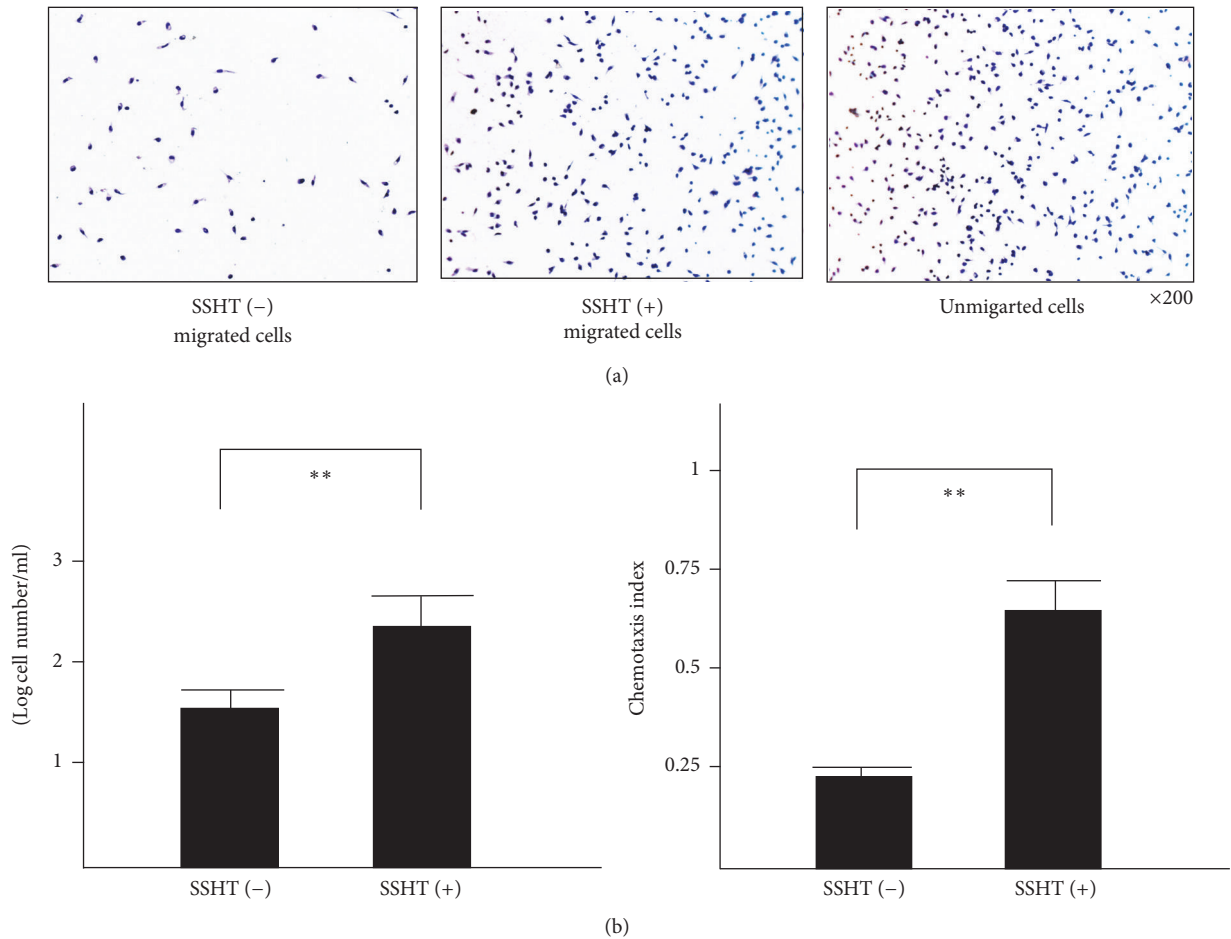 SSHT (−)
migrated cells
SSHT (+)
migrated cells
Unmigarted cells
×200
(a)
(Log cell number/ml)
3
2
1
**
SSHT (−)
SSHT (+)
Chemotaxis index
1
0.75
0.5
0.25
**
SSHT (−)
SSHT (+)
(b)